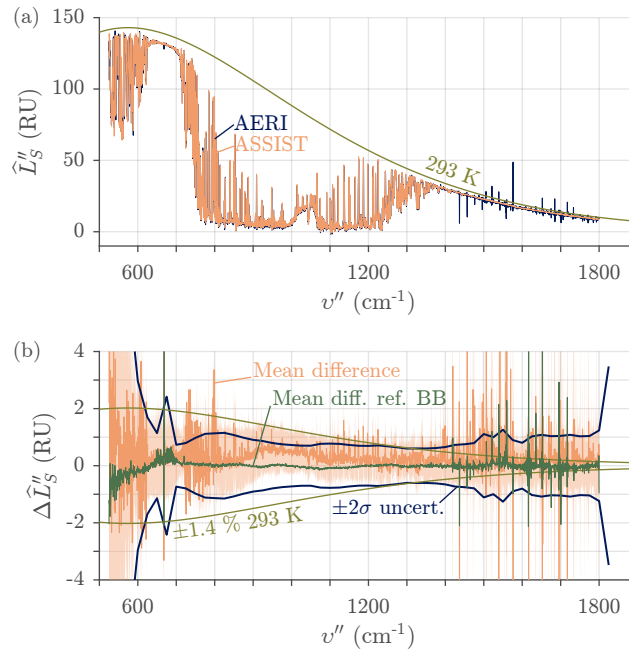 (a)
150
100
50
0
L̂″_S (RU)
AERI
ASSIST
293 K
600
1200
1800
υ″ (cm⁻¹)
(b)
4
2
0
-2
-4
ΔL̂″_S (RU)
Mean difference
Mean diff. ref. BB
±2σ uncert.
±1.4 % 293 K
600
1200
1800
υ″ (cm⁻¹)